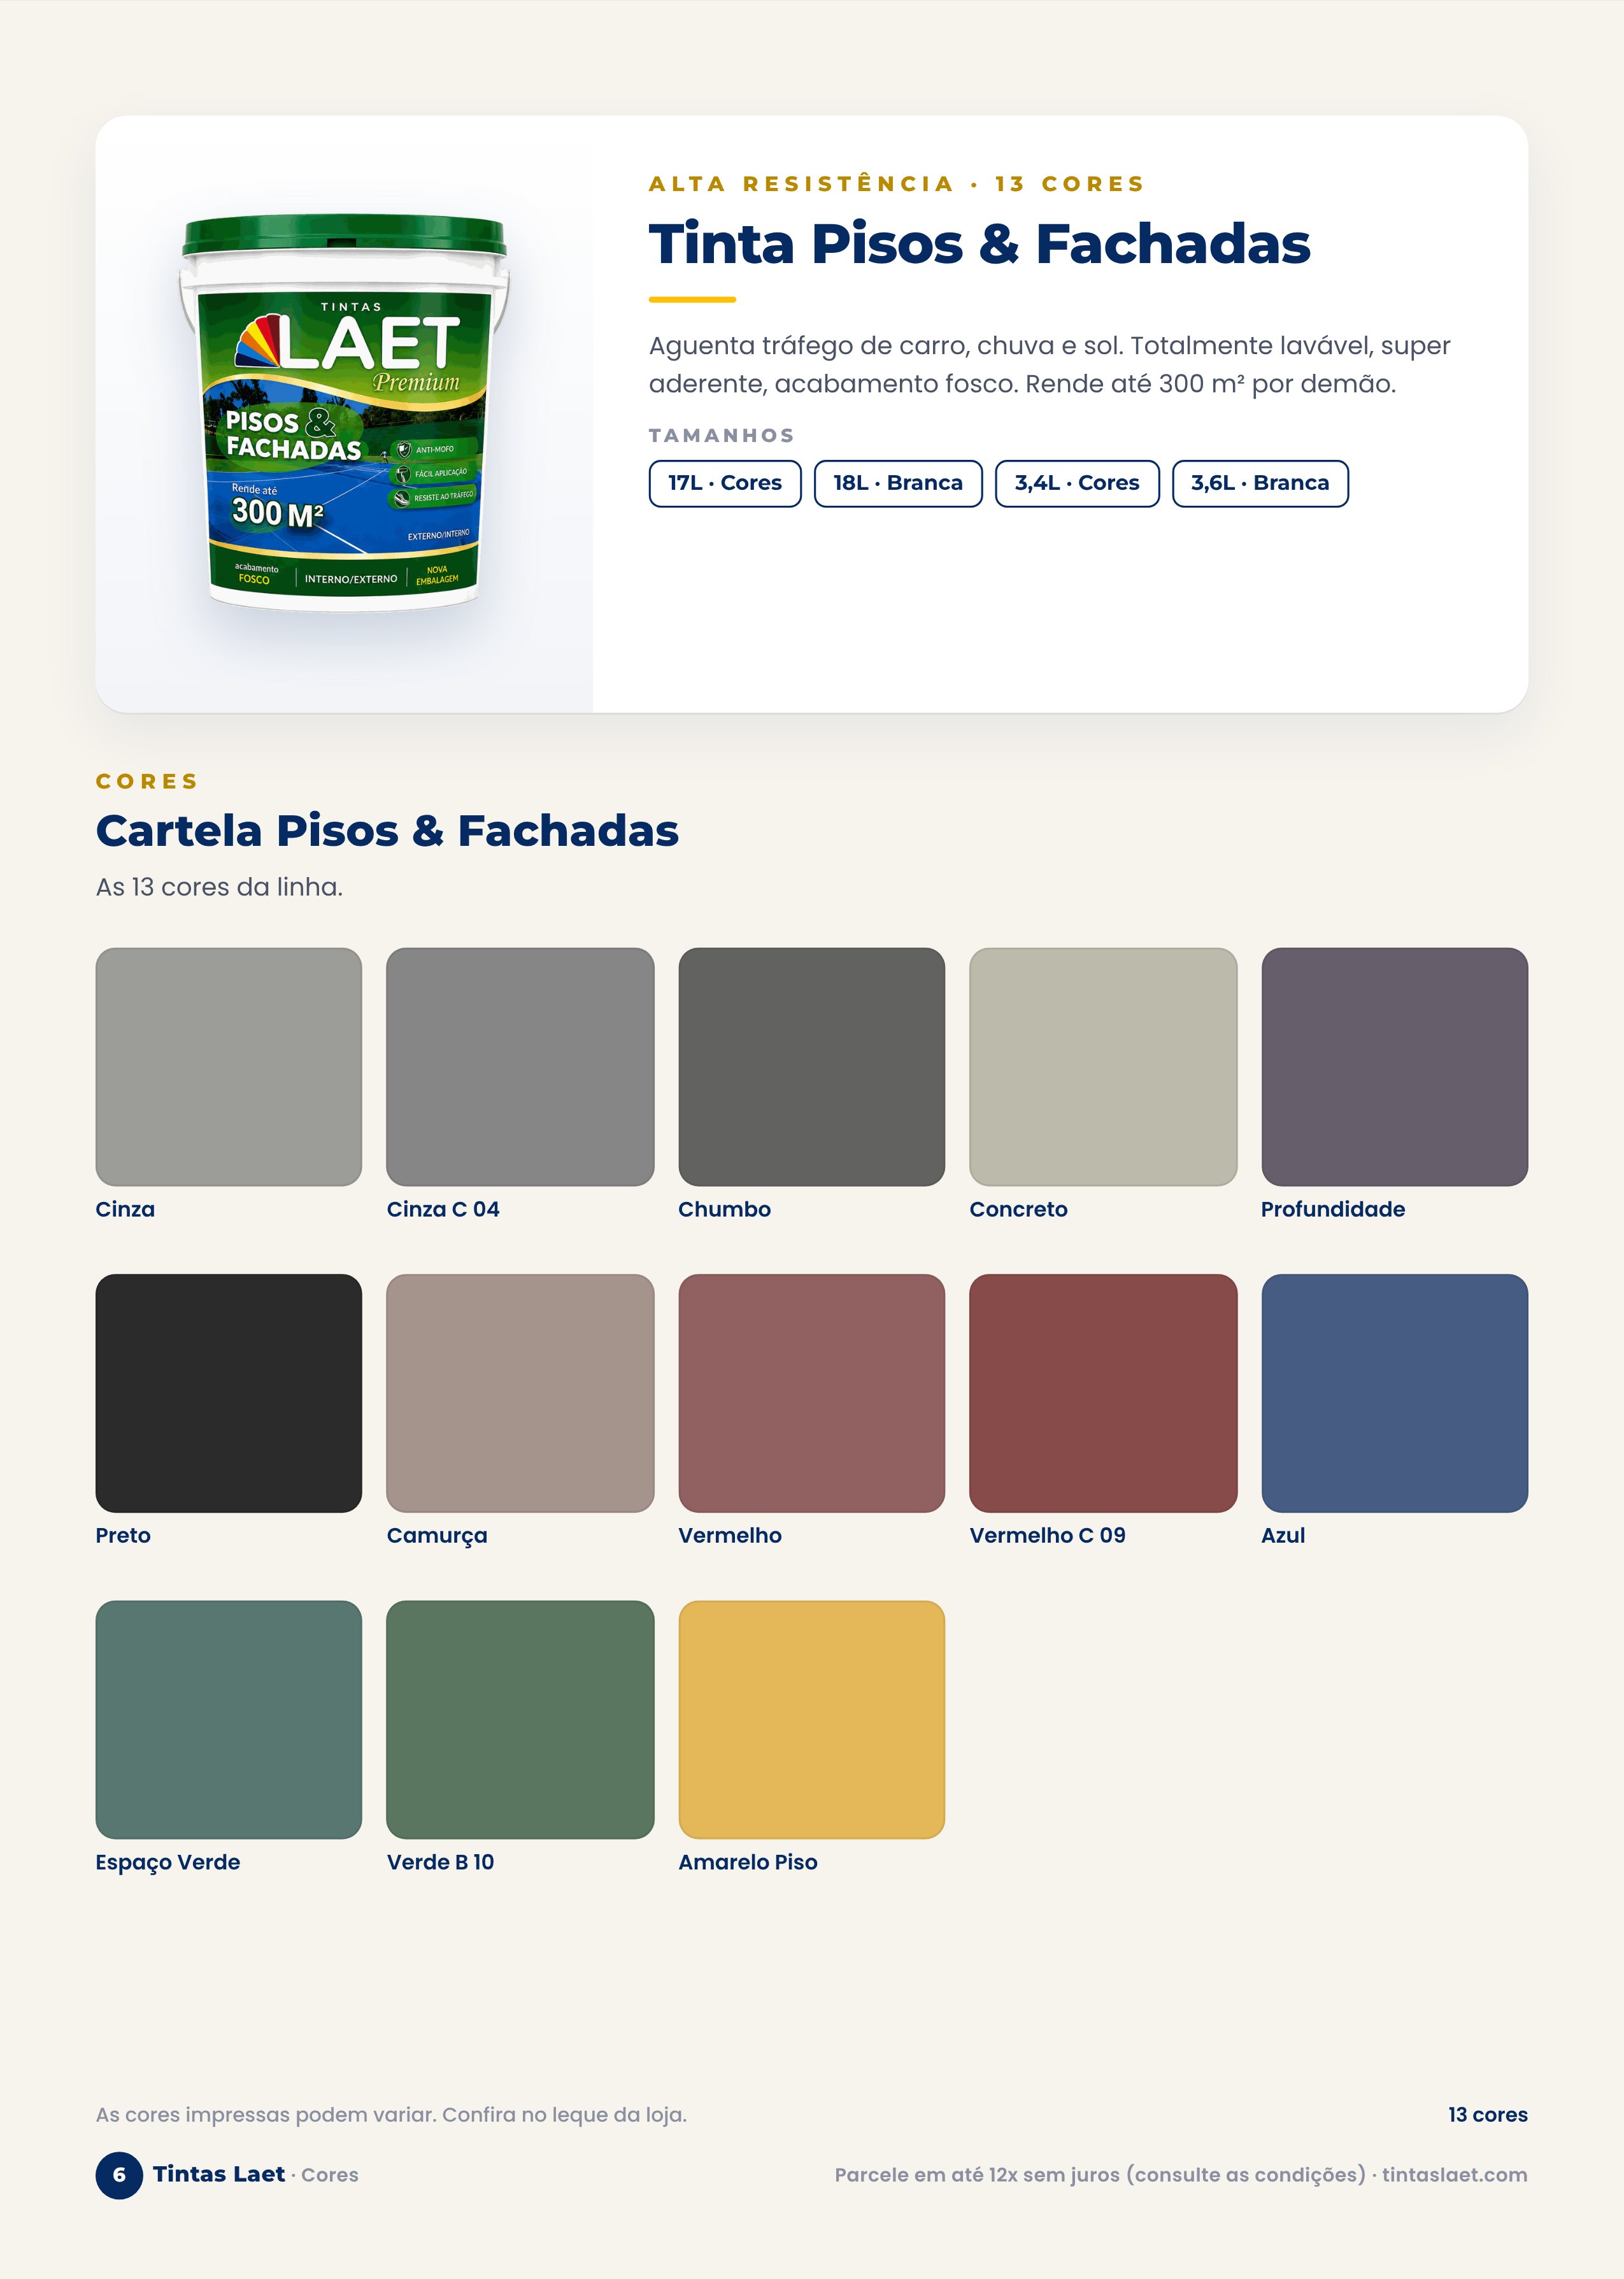 ALTA RESISTÊNCIA · 13 CORES
Tinta Pisos & Fachadas
Aguenta tráfego de carro, chuva e sol. Totalmente lavável, super
aderente, acabamento fosco. Rende até 300 m² por demão.
TAMANHOS
17L · Cores
18L · Branca
3,4L · Cores
3,6L · Branca
TINTAS
LAET
Premium
PISOS &
FACHADAS
ANTI-MOFO
FÁCIL APLICAÇÃO
RESISTE AO TRÁFEGO
Rende até
300 M²
EXTERNO/INTERNO
acabamento
FOSCO
INTERNO/EXTERNO
NOVA
EMBALAGEM
CORES
Cartela Pisos & Fachadas
As 13 cores da linha.
Cinza
Cinza C 04
Chumbo
Concreto
Profundidade
Preto
Camurça
Vermelho
Vermelho C 09
Azul
Espaço Verde
Verde B 10
Amarelo Piso
As cores impressas podem variar. Confira no leque da loja.
13 cores
6 Tintas Laet · Cores
Parcele em até 12x sem juros (consulte as condições) · tintaslaet.com